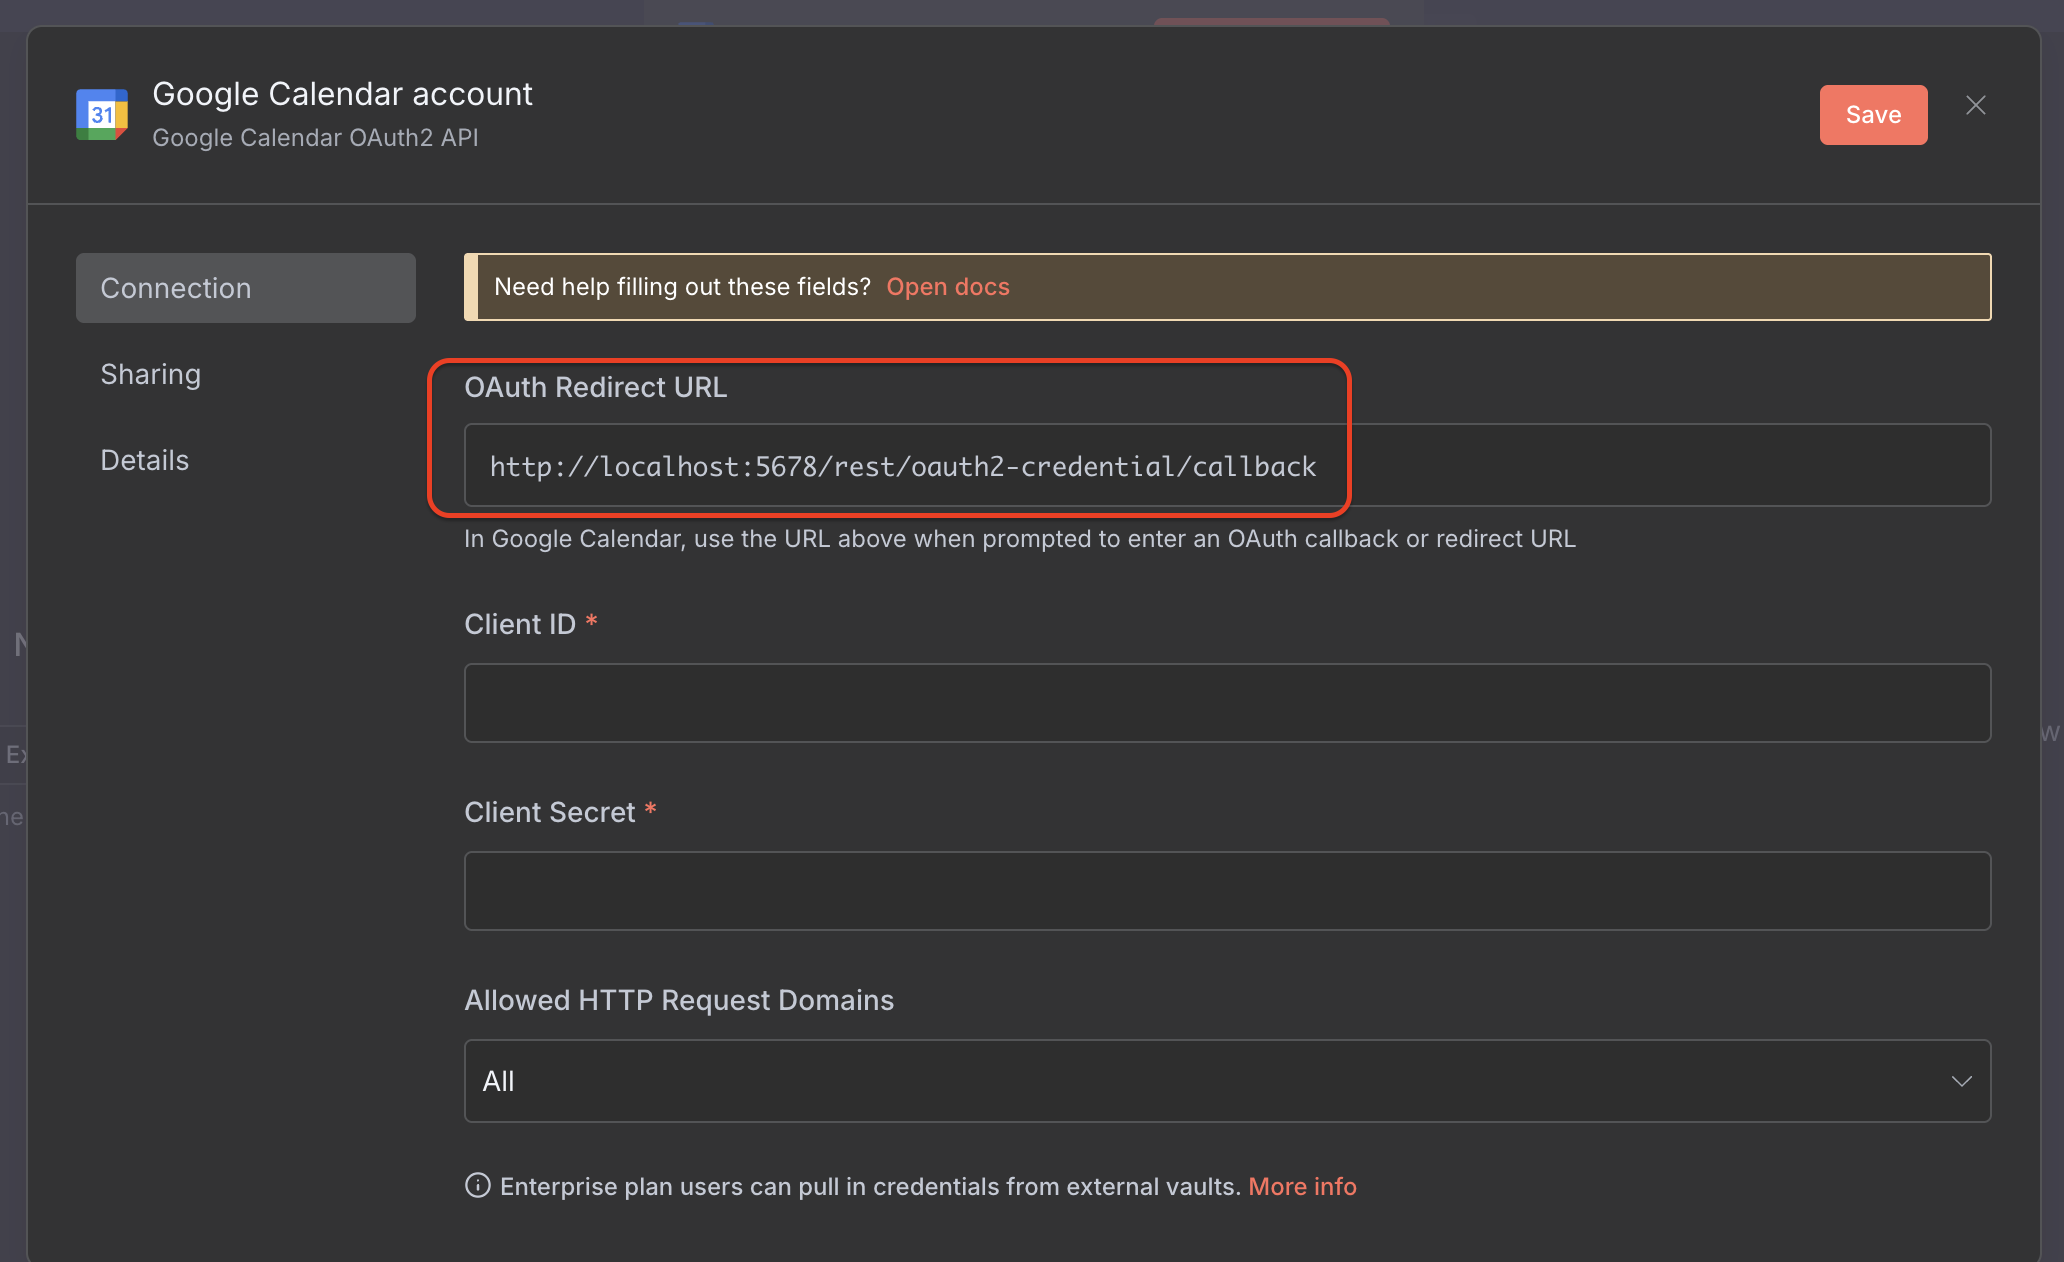 Google Calendar account
31
Google Calendar OAuth2 API
Save
Connection
Sharing
Details
Need help filling out these fields? Open docs
OAuth Redirect URL
http://localhost:5678/rest/oauth2-credential/callback
In Google Calendar, use the URL above when prompted to enter an OAuth callback or redirect URL
Client ID *
Client Secret *
Allowed HTTP Request Domains
All
Enterprise plan users can pull in credentials from external vaults. More info